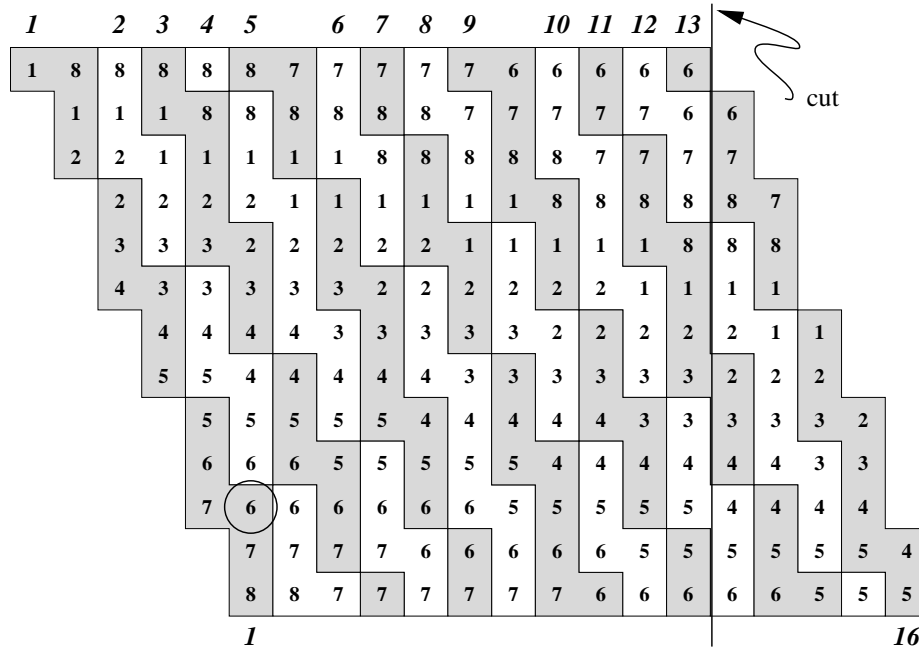 1 2 3 4 5 6 7 8 9 10 11 12 13
1 8 8 8 8 8 7 7 7 7 7 6 6 6 6 6
cut
1 1 1 8 8 8 8 8 8 7 7 7 7 7 6 6
2 2 1 1 1 1 1 8 8 8 8 8 7 7 7 7
2 2 2 2 1 1 1 1 1 1 8 8 8 8 8 7
3 3 3 2 2 2 2 2 1 1 1 1 1 8 8 8
4 3 3 3 3 3 2 2 2 2 2 2 1 1 1 1
4 4 4 4 3 3 3 3 3 2 2 2 2 2 1 1
5 5 4 4 4 4 4 3 3 3 3 3 3 2 2 2
5 5 5 5 5 4 4 4 4 4 3 3 3 3 3 2
6 6 6 5 5 5 5 5 4 4 4 4 4 4 3 3
7 6 6 6 6 6 6 5 5 5 5 5 4 4 4 4
7 7 7 7 6 6 6 6 6 5 5 5 5 5 5 4
8 8 7 7 7 7 7 7 6 6 6 6 6 5 5 5
1 16